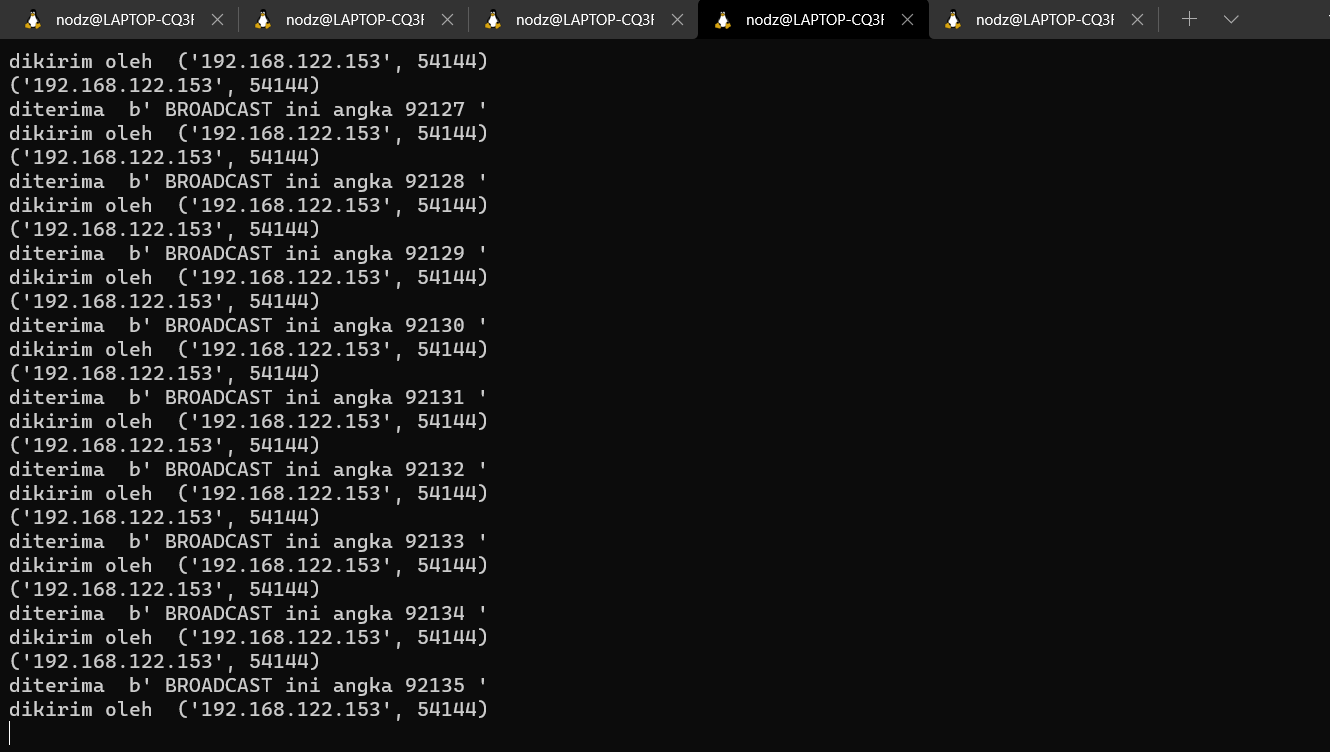 nodz@LAPTOP-CQ3F nodz@LAPTOP-CQ3F nodz@LAPTOP-CQ3F nodz@LAPTOP-CQ3F nodz@LAPTOP-CQ3F
dikirim oleh  ('192.168.122.153', 54144)
('192.168.122.153', 54144)
diterima  b' BROADCAST ini angka 92127 '
dikirim oleh  ('192.168.122.153', 54144)
('192.168.122.153', 54144)
diterima  b' BROADCAST ini angka 92128 '
dikirim oleh  ('192.168.122.153', 54144)
('192.168.122.153', 54144)
diterima  b' BROADCAST ini angka 92129 '
dikirim oleh  ('192.168.122.153', 54144)
('192.168.122.153', 54144)
diterima  b' BROADCAST ini angka 92130 '
dikirim oleh  ('192.168.122.153', 54144)
('192.168.122.153', 54144)
diterima  b' BROADCAST ini angka 92131 '
dikirim oleh  ('192.168.122.153', 54144)
('192.168.122.153', 54144)
diterima  b' BROADCAST ini angka 92132 '
dikirim oleh  ('192.168.122.153', 54144)
('192.168.122.153', 54144)
diterima  b' BROADCAST ini angka 92133 '
dikirim oleh  ('192.168.122.153', 54144)
('192.168.122.153', 54144)
diterima  b' BROADCAST ini angka 92134 '
dikirim oleh  ('192.168.122.153', 54144)
('192.168.122.153', 54144)
diterima  b' BROADCAST ini angka 92135 '
dikirim oleh  ('192.168.122.153', 54144)